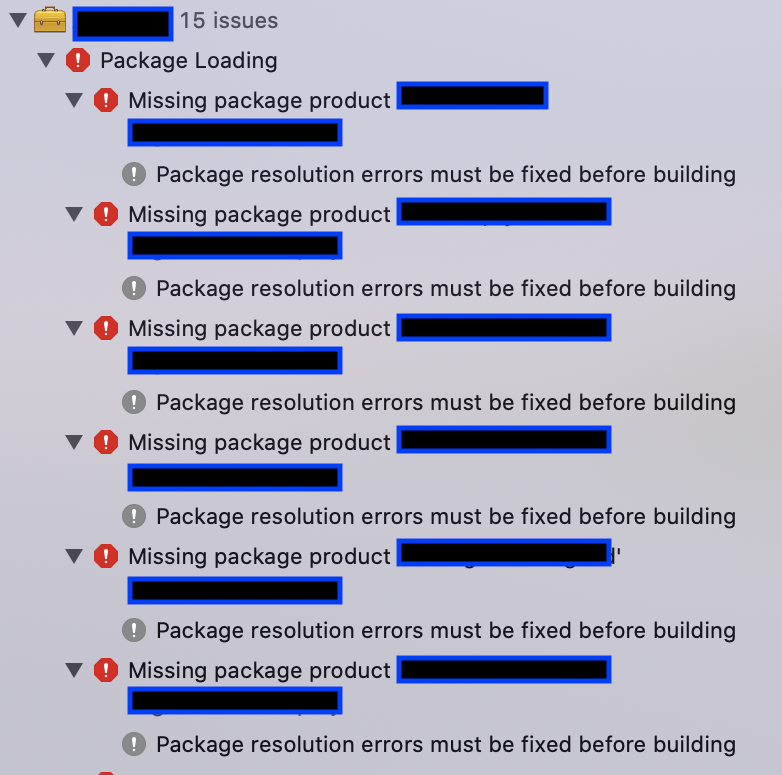 15 issues
Package Loading
Missing package product
Package resolution errors must be fixed before building
Missing package product
Package resolution errors must be fixed before building
Missing package product
Package resolution errors must be fixed before building
Missing package product
Package resolution errors must be fixed before building
Missing package product
Package resolution errors must be fixed before building
Missing package product
Package resolution errors must be fixed before building